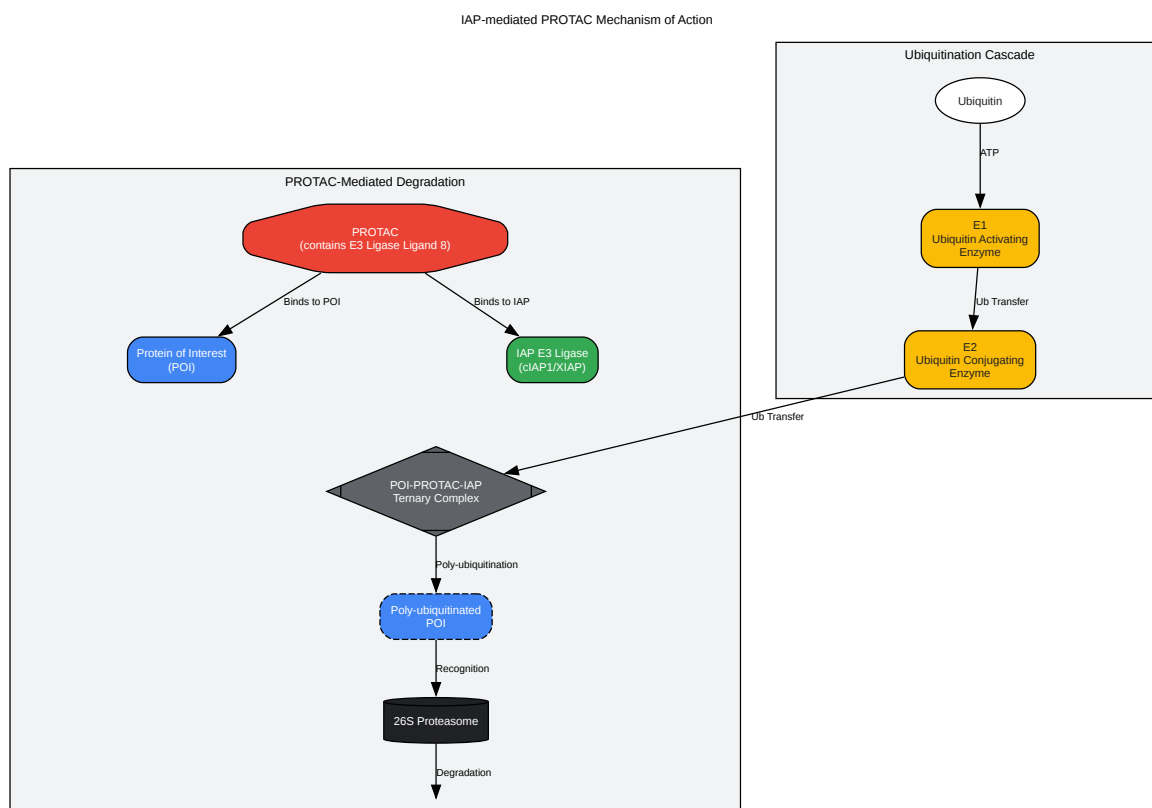 IAP-mediated PROTAC Mechanism of Action
Ubiquitination Cascade
Ubiquitin
ATP
E1
Ubiquitin Activating
Enzyme
Ub Transfer
E2
Ubiquitin Conjugating
Enzyme
Ub Transfer
PROTAC-Mediated Degradation
PROTAC
(contains E3 Ligase Ligand 8)
Binds to POI
Binds to IAP
Protein of Interest
(POI)
IAP E3 Ligase
(cIAP1/XIAP)
POI-PROTAC-IAP
Ternary Complex
Poly-ubiquitination
Poly-ubiquitinated
POI
Recognition
26S Proteasome
Degradation